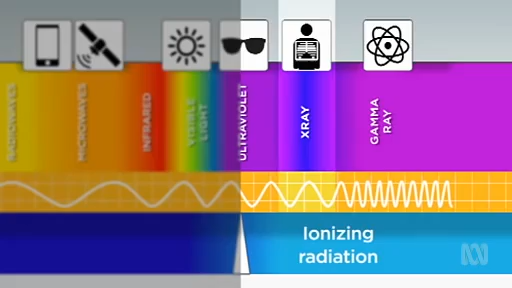 RADIOWAVES
MICROWAVES
INFRARED
VISIBLE
LIGHT
ULTRAVIOLET
XRAY
GAMMA
RAY
Ionizing
radiation